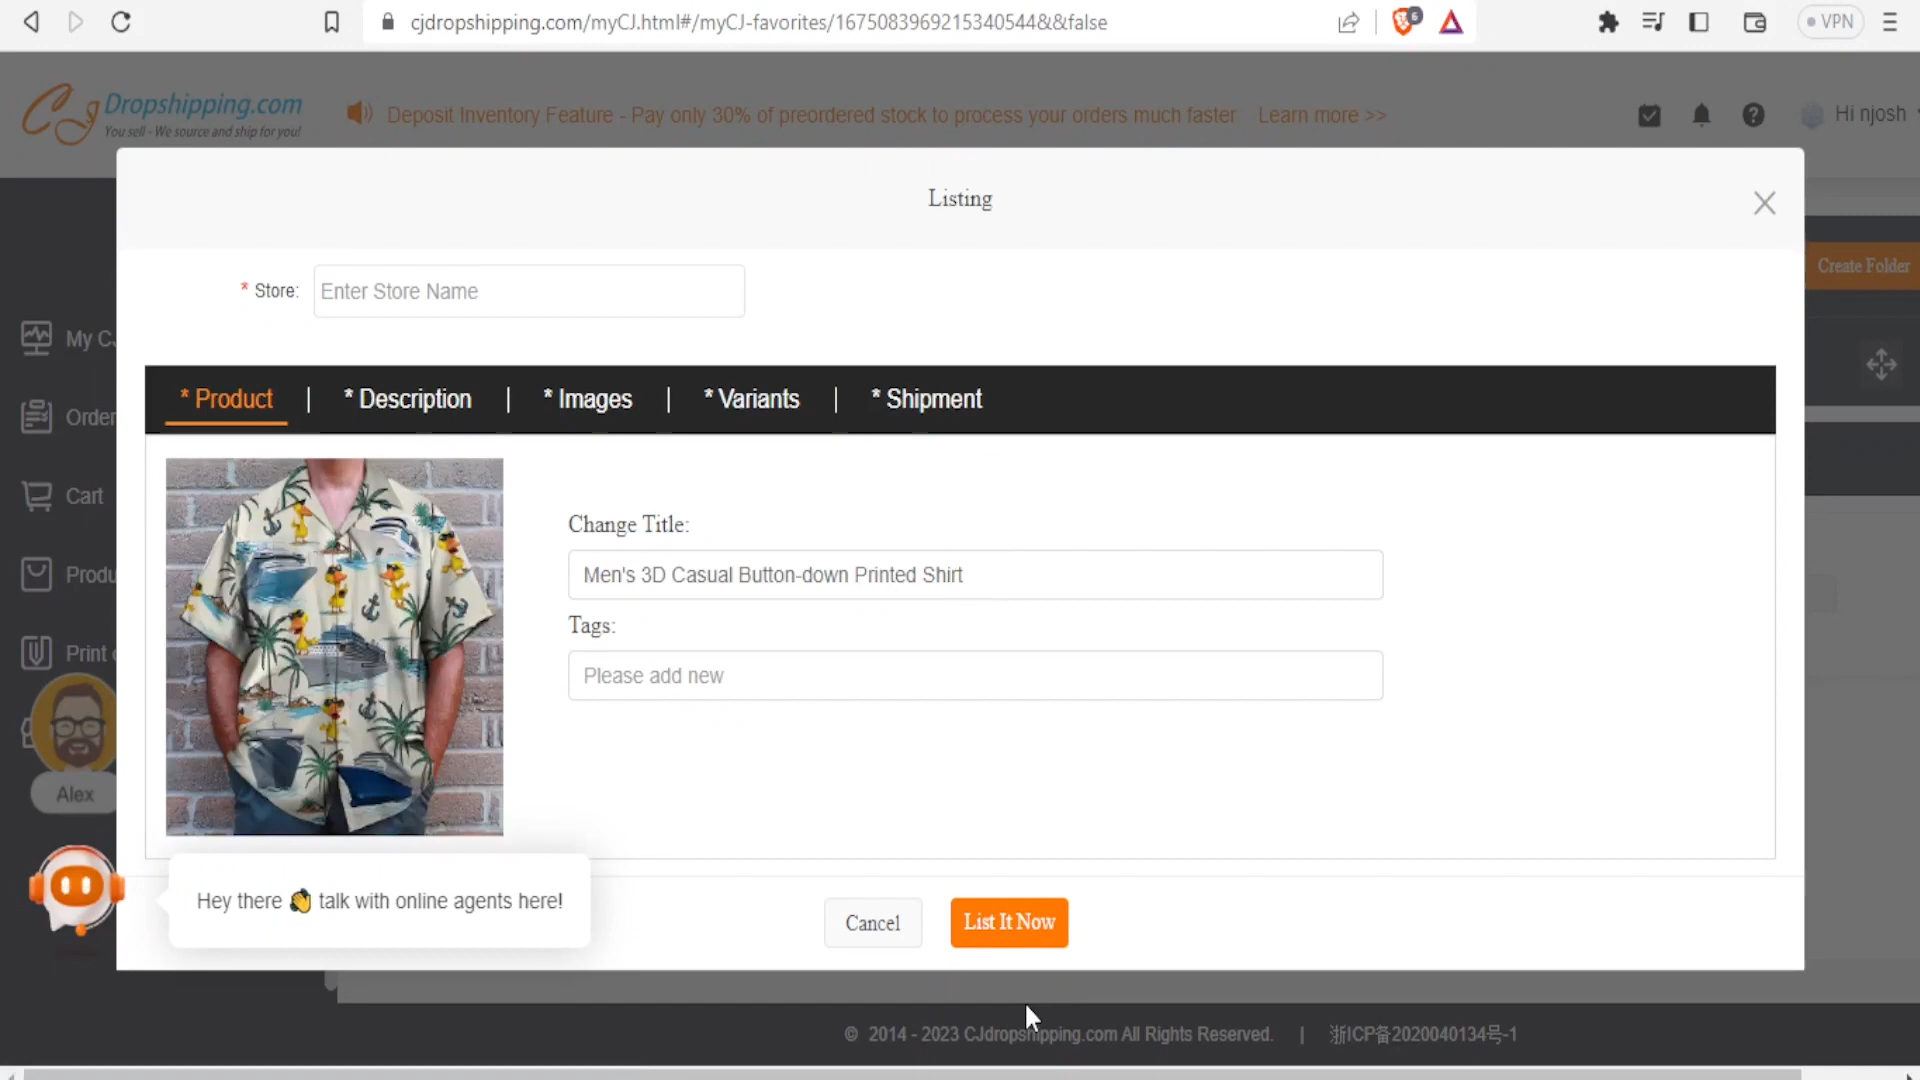 cjdropshipping.com/myCJ.html#/myCJ-favorites/1675083969215340544&&false
6
VPN
CJ Dropshipping.com
You sell - We source and ship for you!
Deposit Inventory Feature - Pay only 30% of preordered stock to process your orders much faster Learn more >>
Hi njosh
Listing
* Store: Enter Store Name
Create Folder
My CJ
Order
Cart
Produ
Print
Alex
* Product | * Description | * Images | * Variants | * Shipment
Change Title:
Men's 3D Casual Button-down Printed Shirt
Tags:
Please add new
Hey there 👋 talk with online agents here!
Cancel
List It Now
© 2014 - 2023 CJdropshipping.com All Rights Reserved. | 浙ICP备2020040134号-1